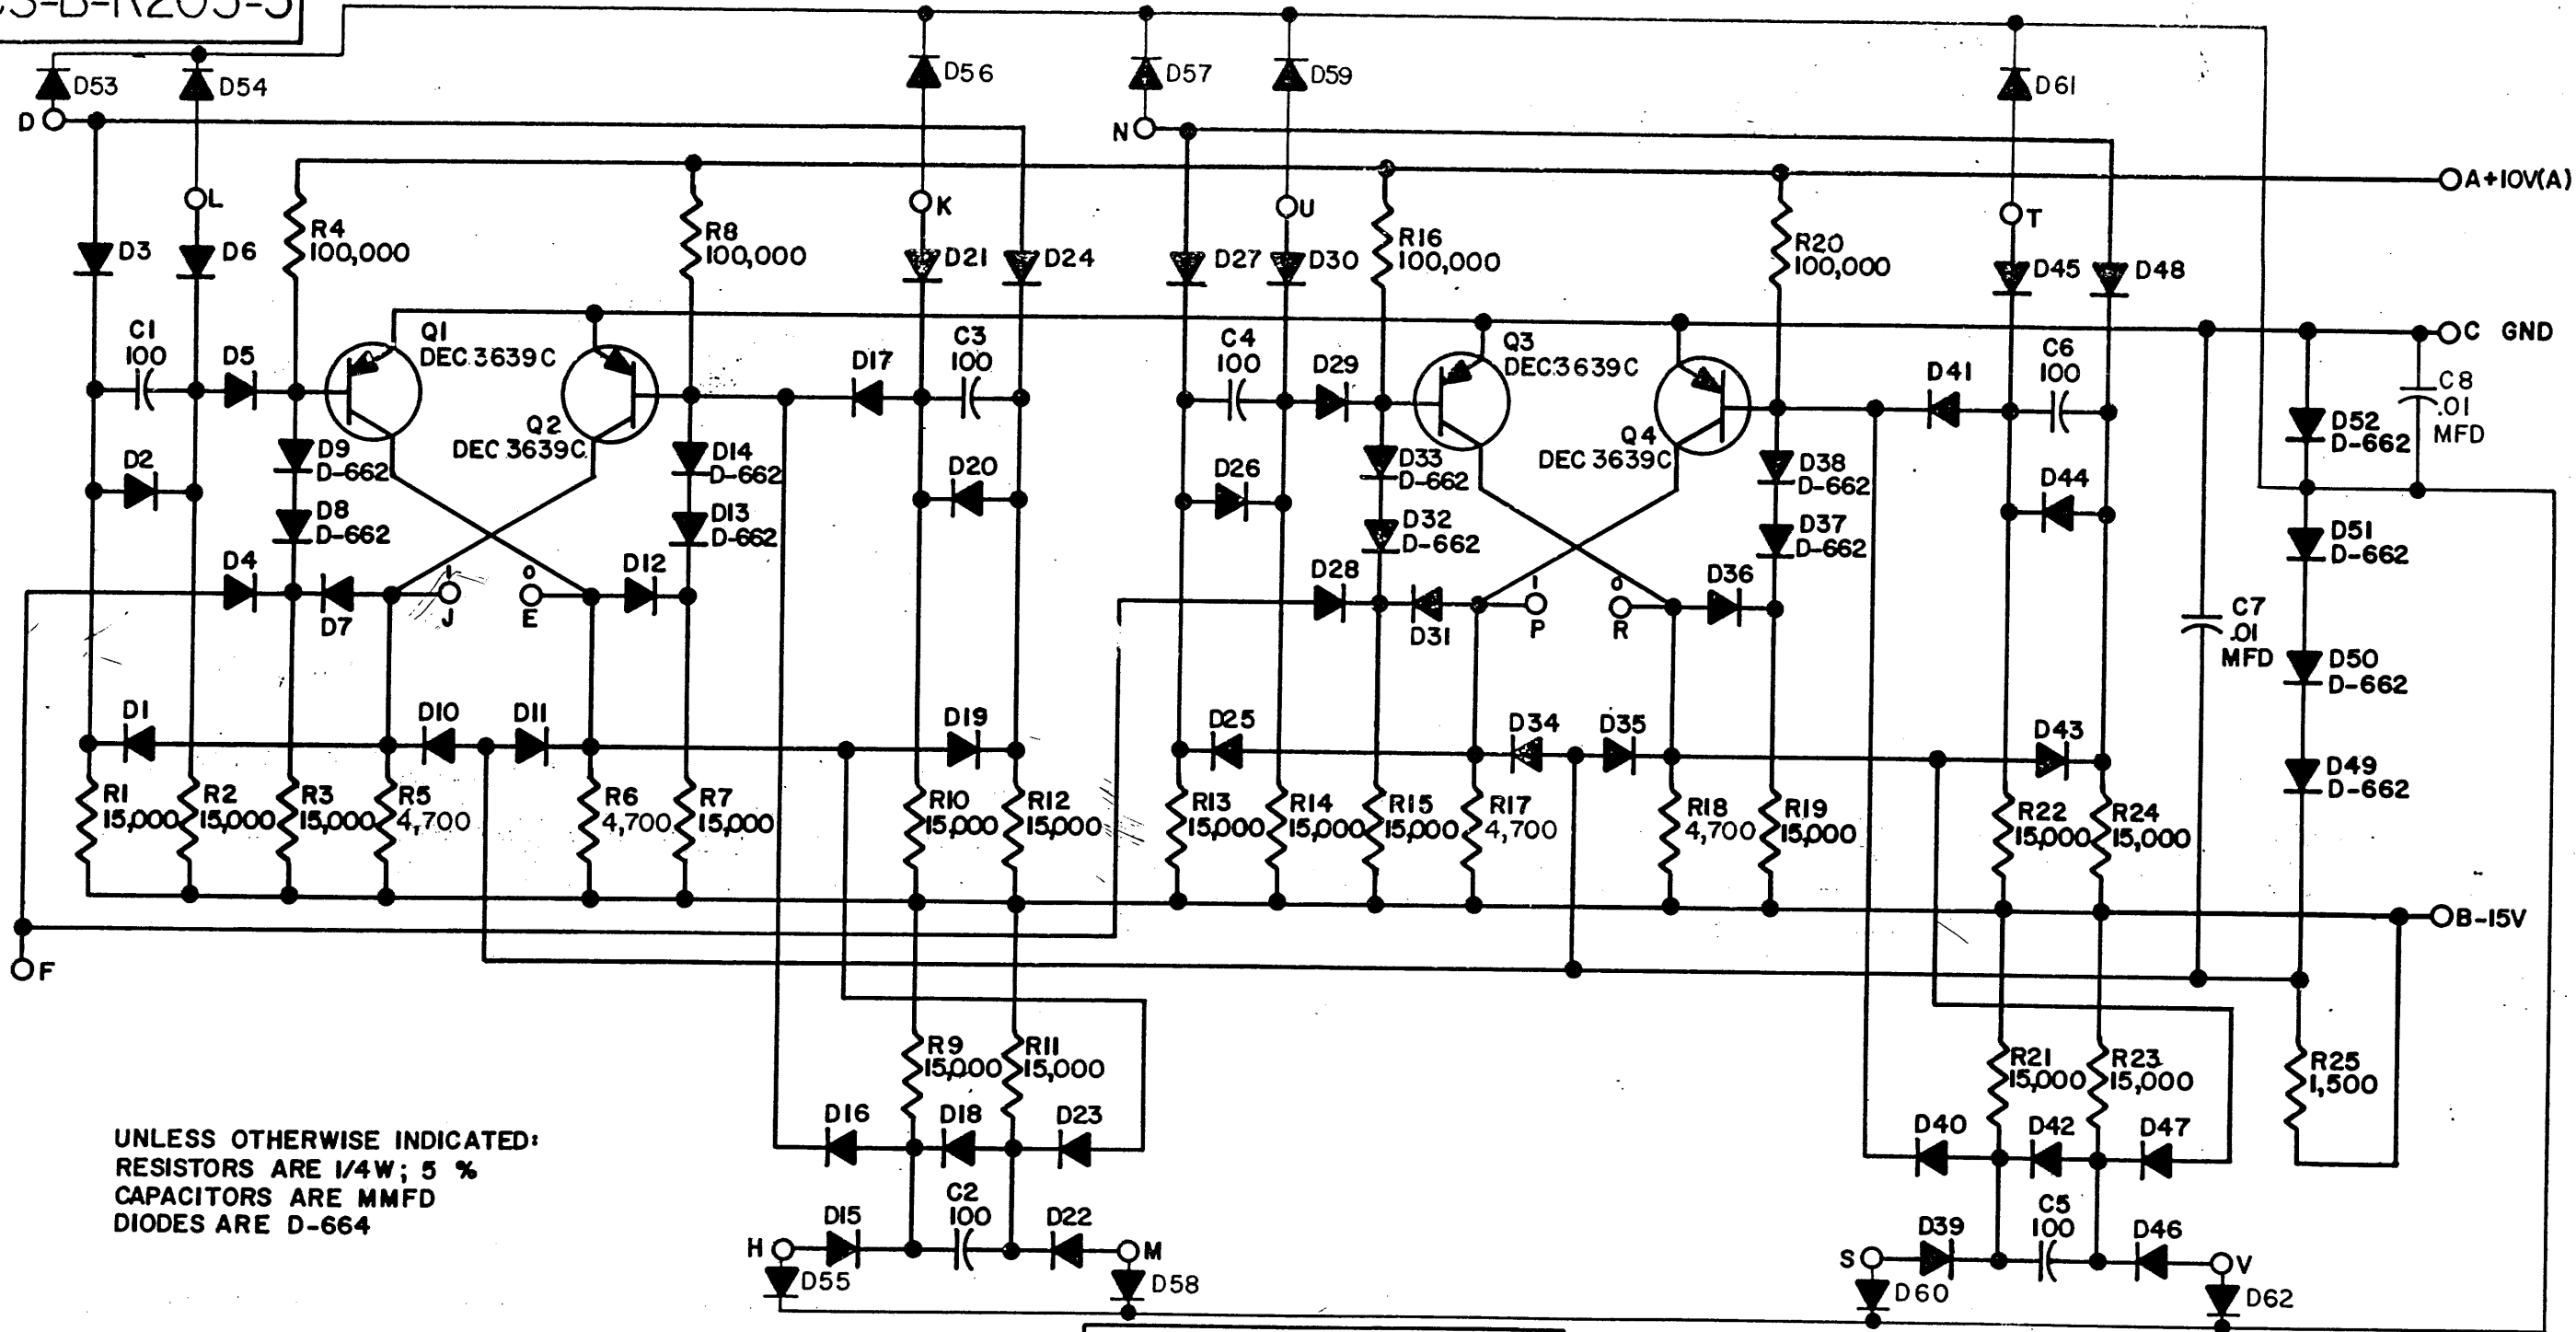 D53
D54
D56
D57
D59
D61
D
N
L
K
U
T
A+10V(A)
D3
D6
R4
100,000
R8
100,000
D21
D24
D27
D30
R16
100,000
R20
100,000
D45
D48
C1
100
D5
Q1
DEC 3639C
Q2
DEC 3639C
D17
C3
100
C4
100
D29
Q3
DEC3639C
Q4
DEC 3639C
D41
C6
100
C GND
C8
.01
MFD
D52
D-662
D2
D9
D-662
D14
D-662
D20
D26
D33
D-662
D38
D-662
D44
D8
D-662
D13
D-662
D32
D-662
D37
D-662
D51
D-662
D4
D7
1
J
0
E
D12
D28
D31
1
P
0
R
D36
C7
.01
MFD
D50
D-662
D1
D10
D11
D19
D25
D34
D35
D43
D49
D-662
R1
15,000
R2
15,000
R3
15,000
R5
4,700
R6
4,700
R7
15,000
R10
15,000
R12
15,000
R13
15,000
R14
15,000
R15
15,000
R17
4,700
R18
4,700
R19
15,000
R22
15,000
R24
15,000
B-15V
F
R9
15,000
R11
15,000
R21
15,000
R23
15,000
R25
1,500
D16
D18
D23
D40
D42
D47
UNLESS OTHERWISE INDICATED:
RESISTORS ARE 1/4W; 5 %
CAPACITORS ARE MMFD
DIODES ARE D-664
H
D15
C2
100
D22
M
S
D39
C5
100
D46
V
D55
D58
D60
D62